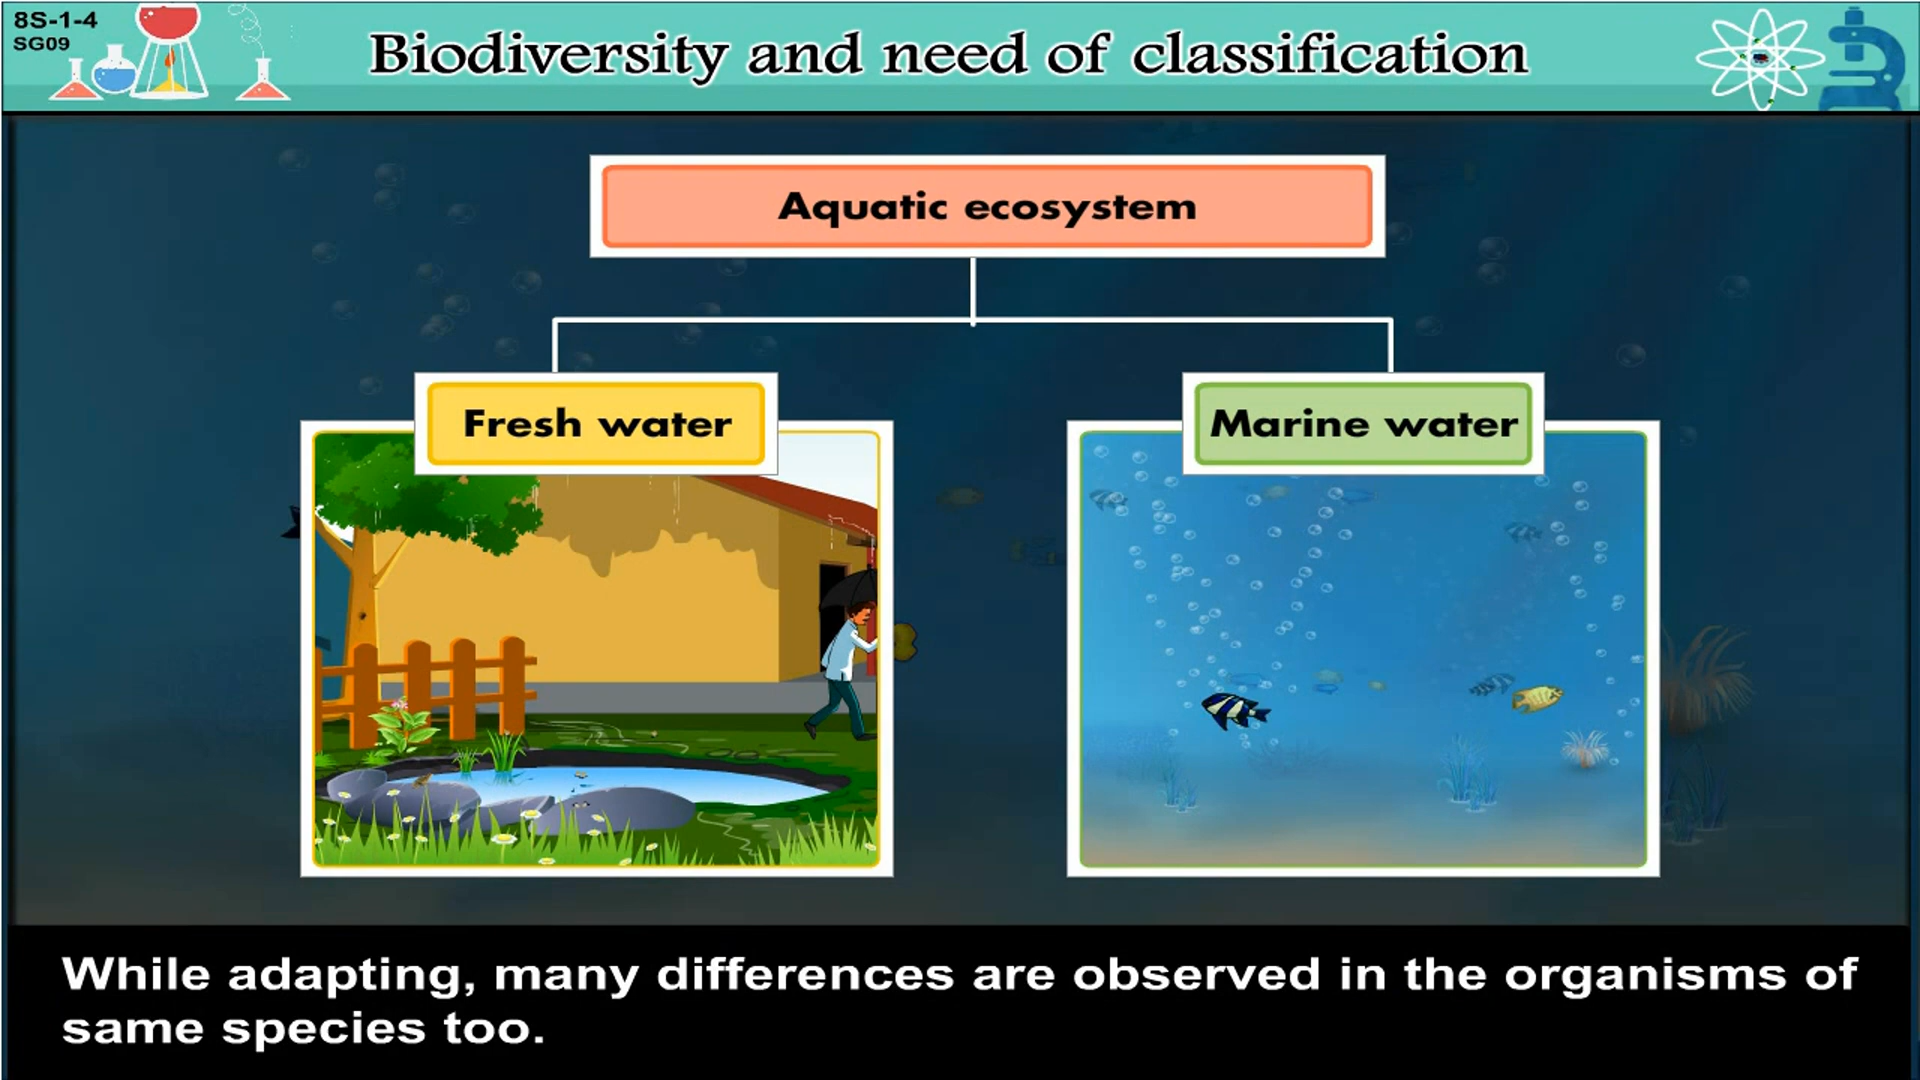 8S-1-4
SG09
Biodiversity and need of classification
Aquatic ecosystem
Fresh water
Marine water
While adapting, many differences are observed in the organisms of
same species too.